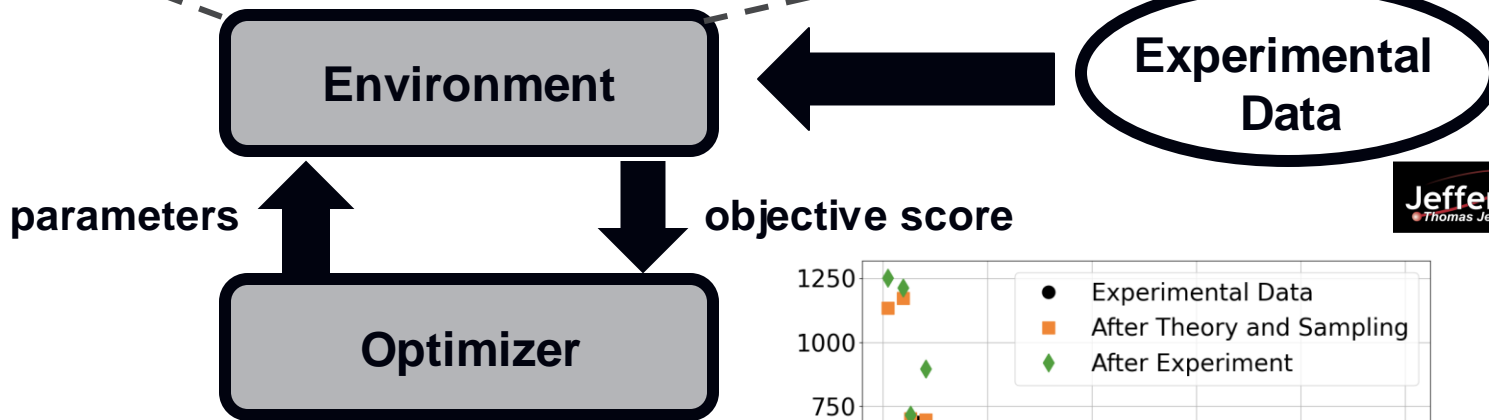 Environment
Experimental
Data
parameters
objective score
Optimizer
1250
1000
750
Experimental Data
After Theory and Sampling
After Experiment